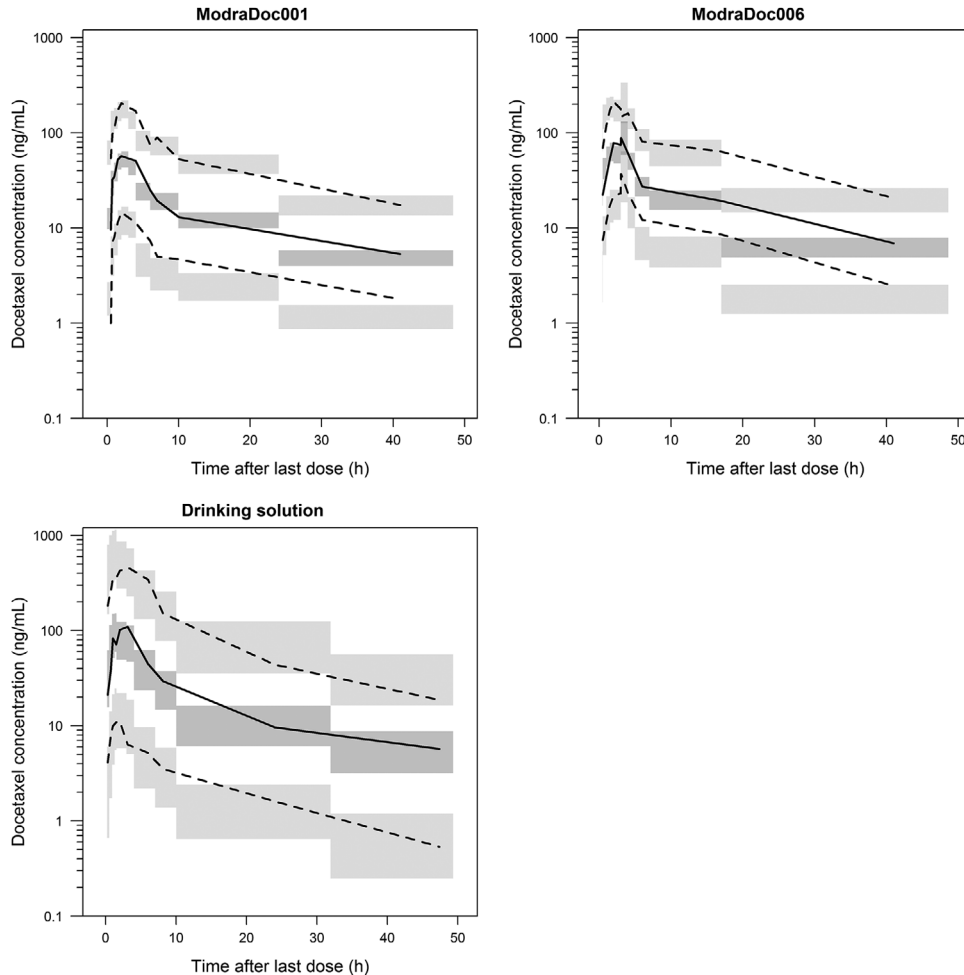 ModraDoc001
1000
100
10
1
0.1
Docetaxel concentration (ng/mL)
0 10 20 30 40 50
Time after last dose (h)
ModraDoc006
1000
100
10
1
0.1
Docetaxel concentration (ng/mL)
0 10 20 30 40 50
Time after last dose (h)
Drinking solution
1000
100
10
1
0.1
Docetaxel concentration (ng/mL)
0 10 20 30 40 50
Time after last dose (h)